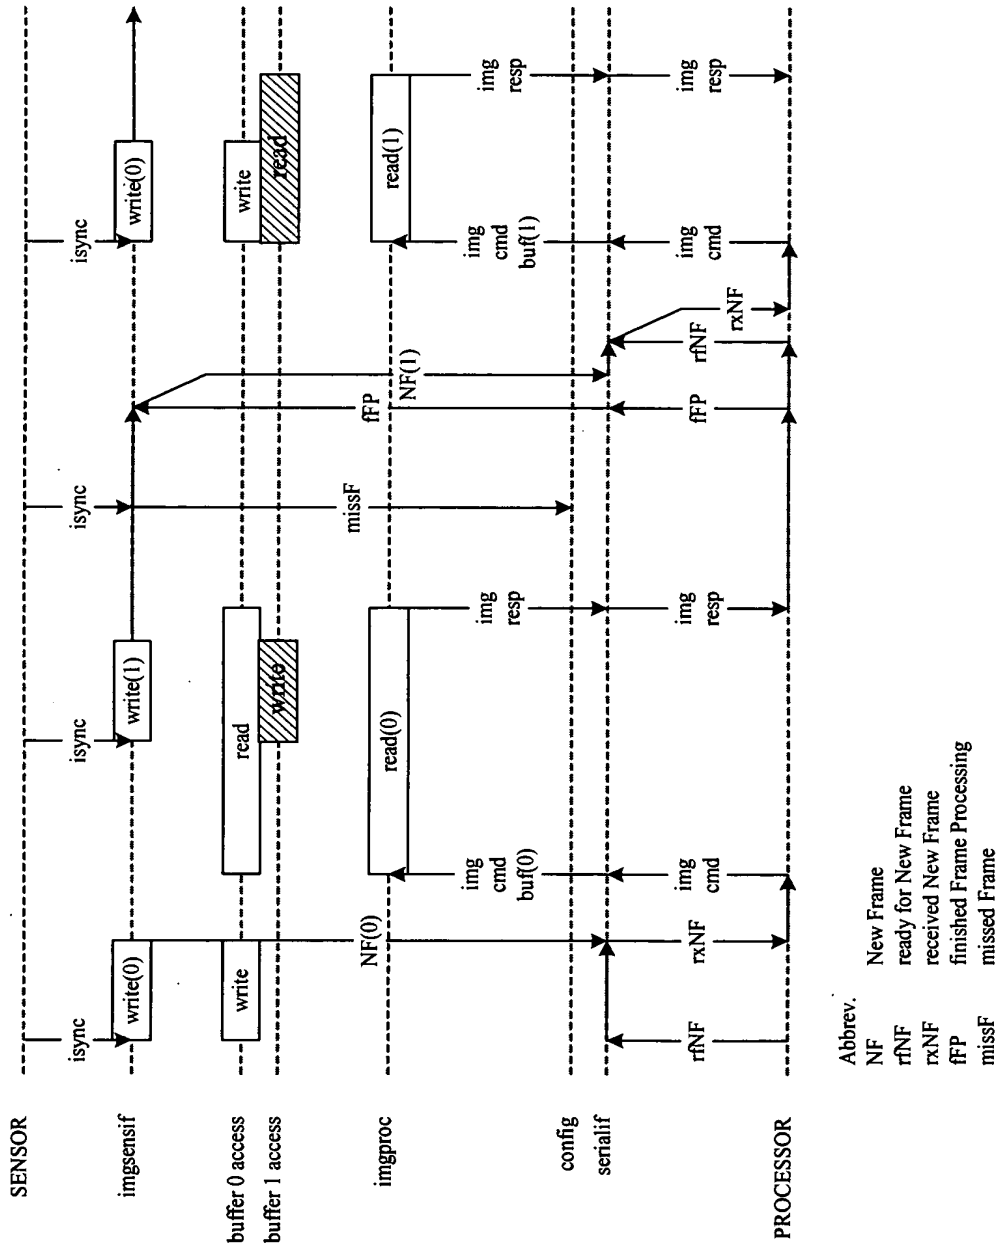 SENSOR
isync
isync
isync
isync
imgsensif
write(0)
write(1)
write(0)
buffer 0 access
write
read
write
buffer 1 access
write
read
missF
NF(0)
fFP
NF(1)
imgproc
read(0)
read(1)
img
cmd
buf(0)
img
resp
img
cmd
buf(1)
img
resp
config
serialif
rfNF
rxNF
img
cmd
img
resp
fFP
rfNF
rxNF
img
cmd
img
resp
PROCESSOR
Abbrev.
NF New Frame
rfNF ready for New Frame
rxNF received New Frame
fFP finished Frame Processing
missF missed Frame